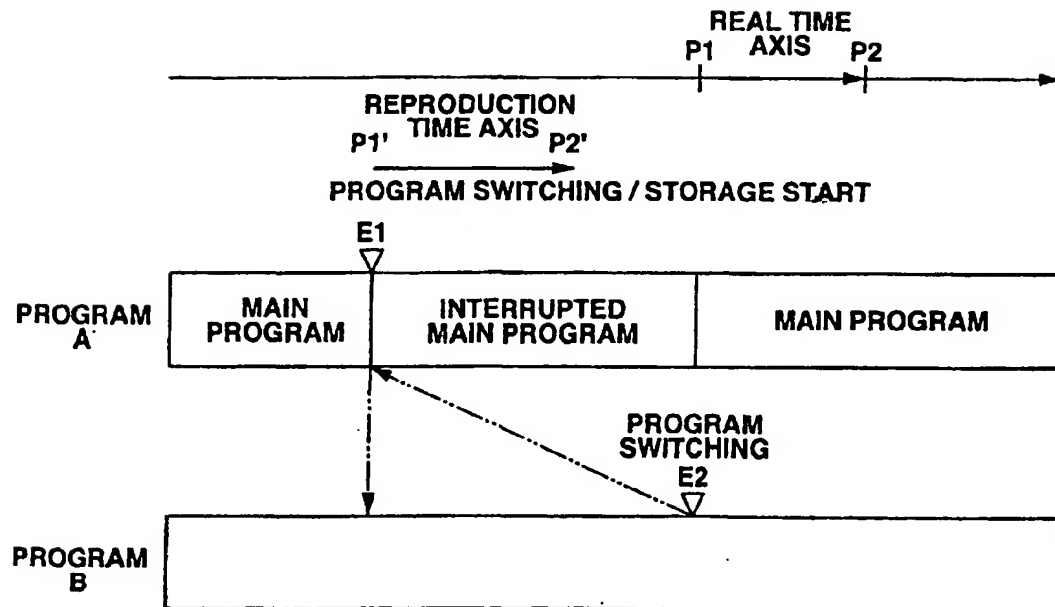 REAL TIME
AXIS
P1
P2
REPRODUCTION
TIME AXIS
P1'
P2'
PROGRAM SWITCHING / STORAGE START
E1
PROGRAM
A
MAIN
PROGRAM
INTERRUPTED
MAIN PROGRAM
MAIN PROGRAM
PROGRAM
SWITCHING
E2
PROGRAM
B